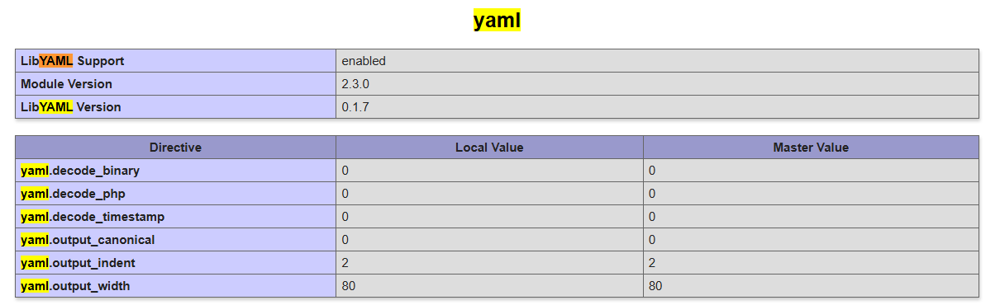 yaml
LibYAML Support enabled
Module Version 2.3.0
LibYAML Version 0.1.7
Directive Local Value Master Value
yaml.decode_binary 0 0
yaml.decode_php 0 0
yaml.decode_timestamp 0 0
yaml.output_canonical 0 0
yaml.output_indent 2 2
yaml.output_width 80 80